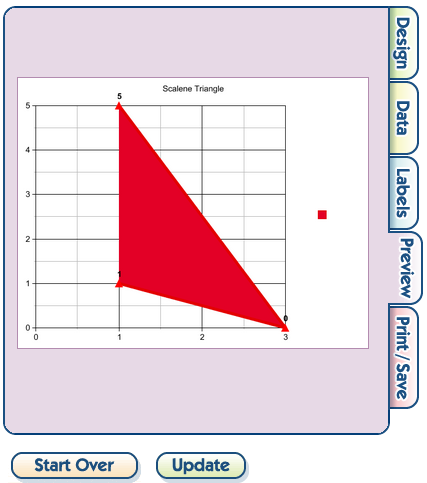 Scalene Triangle
5
5
4
3
2
1
1
0
0
0
1
2
3
Design
Data
Labels
Preview
Print / Save
Start Over
Update